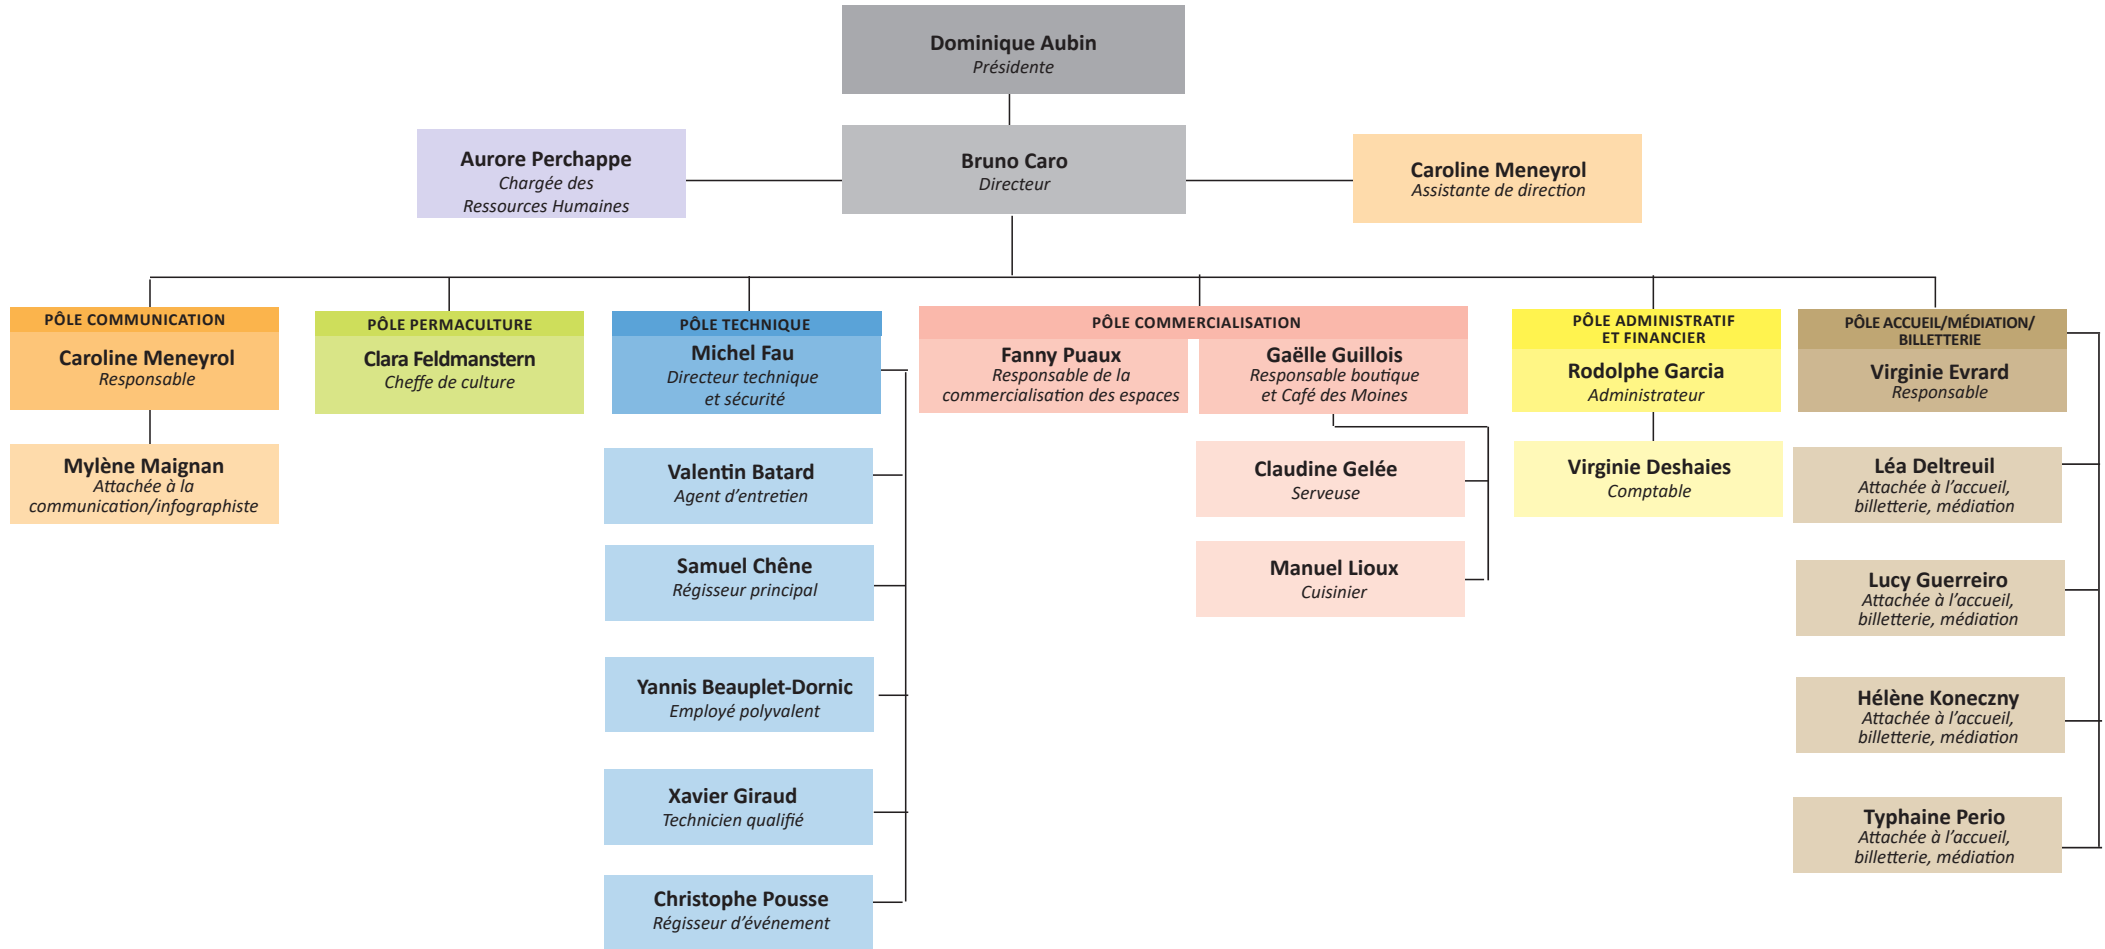 Dominique Aubin
Présidente
Aurore Perchappe
Chargée des
Ressources Humaines
Bruno Caro
Directeur
Caroline Meneyrol
Assistante de direction
PÔLE COMMUNICATION
Caroline Meneyrol
Responsable
Mylène Maignan
Attachée à la
communication/infographiste
PÔLE PERMACULTURE
Clara Feldmanstern
Cheffe de culture
PÔLE TECHNIQUE
Michel Fau
Directeur technique
et sécurité
Valentin Batard
Agent d’entretien
Samuel Chêne
Régisseur principal
Yannis Beauplet-Dornic
Employé polyvalent
Xavier Giraud
Technicien qualifié
Christophe Pousse
Régisseur d’événement
PÔLE COMMERCIALISATION
Fanny Puaux
Responsable de la
commercialisation des espaces
Gaëlle Guillois
Responsable boutique
et Café des Moines
Claudine Gelée
Serveuse
Manuel Lioux
Cuisinier
PÔLE ADMINISTRATIF
ET FINANCIER
Rodolphe Garcia
Administrateur
Virginie Deshaies
Comptable
PÔLE ACCUEIL/MÉDIATION/
BILLETTERIE
Virginie Evrard
Responsable
Léa Deltreuil
Attachée à l’accueil,
billetterie, médiation
Lucy Guerreiro
Attachée à l’accueil,
billetterie, médiation
Hélène Koneczny
Attachée à l’accueil,
billetterie, médiation
Typhaine Perio
Attachée à l’accueil,
billetterie, médiation